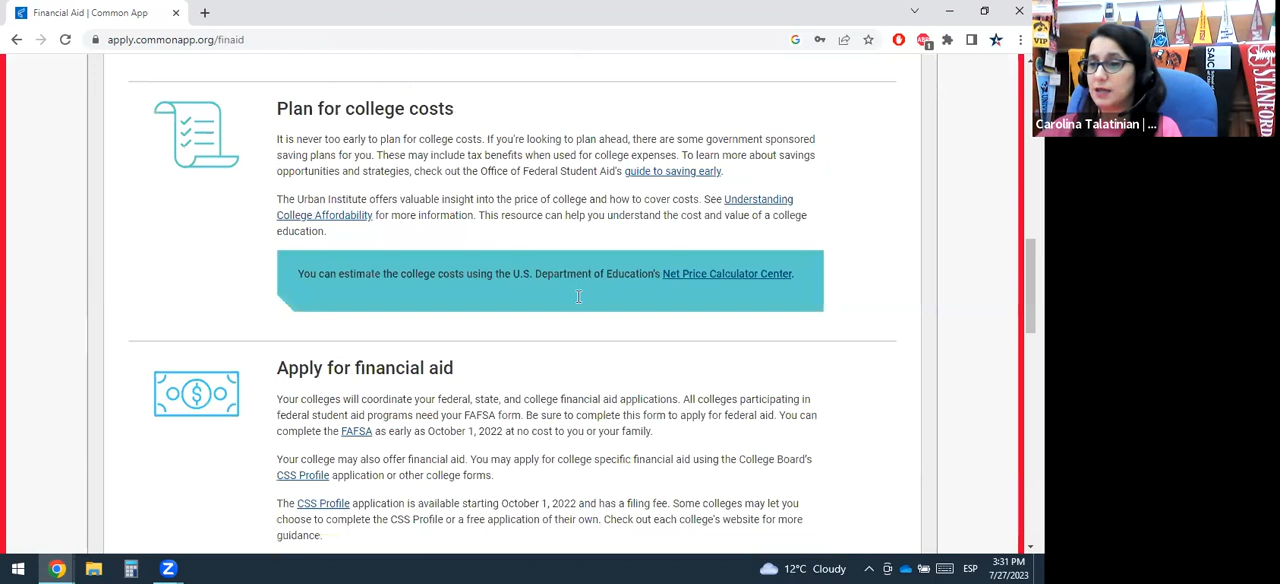 Financial Aid | Common App
apply.commonapp.org/finaid
Plan for college costs
It is never too early to plan for college costs. If you're looking to plan ahead, there are some government sponsored
saving plans for you. These may include tax benefits when used for college expenses. To learn more about savings
opportunities and strategies, check out the Office of Federal Student Aid's guide to saving early.
The Urban Institute offers valuable insight into the price of college and how to cover costs. See Understanding
College Affordability for more information. This resource can help you understand the cost and value of a college
education.
You can estimate the college costs using the U.S. Department of Education's Net Price Calculator Center.
Apply for financial aid
Your colleges will coordinate your federal, state, and college financial aid applications. All colleges participating in
federal student aid programs need your FAFSA form. Be sure to complete this form to apply for federal aid. You can
complete the FAFSA as early as October 1, 2022 at no cost to you or your family.
Your college may also offer financial aid. You may apply for college specific financial aid using the College Board's
CSS Profile application or other college forms.
The CSS Profile application is available starting October 1, 2022 and has a filing fee. Some colleges may let you
choose to complete the CSS Profile or a free application of their own. Check out each college's website for more
guidance.
VIP
SAIC
STANFORD
Carolina Talatinian | ...
12°C Cloudy
ESP
3:31 PM
7/27/2023